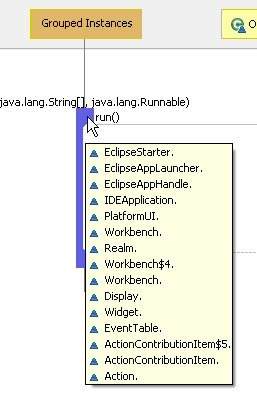 Grouped Instances
O
java.lang.String[], java.lang.Runnable)
run()
EclipseStarter.
EclipseAppLauncher.
EclipseAppHandle.
IDEApplication.
PlatformUI.
Workbench.
Realm.
Workbench$4.
Workbench.
Display.
Widget.
EventTable.
ActionContributionItem$5.
ActionContributionItem.
Action.